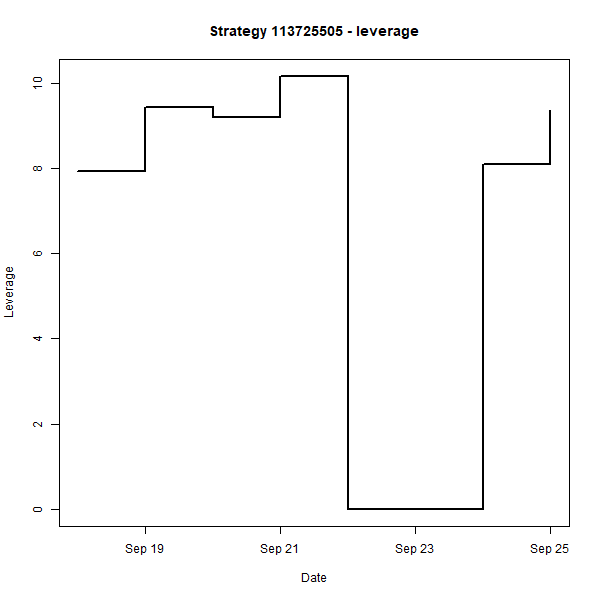 Strategy 113725505 - leverage
10
8
6
4
2
0
Leverage
Sep 19
Sep 21
Sep 23
Sep 25
Date